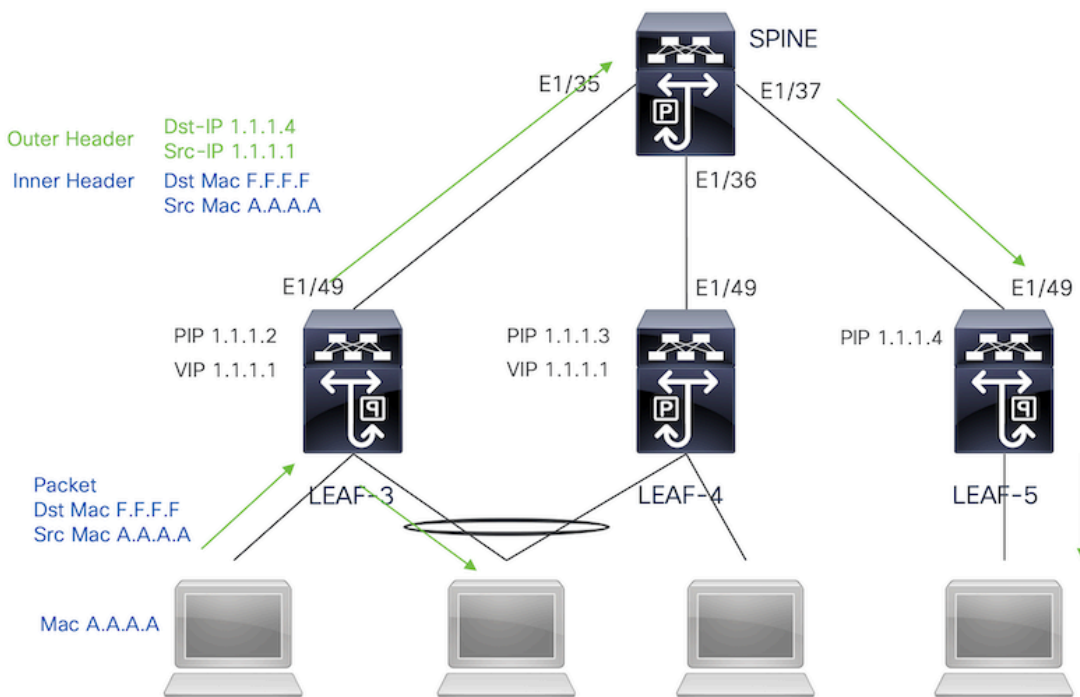 SPINE
E1/35
E1/37
Outer Header
Dst-IP 1.1.1.4
Src-IP 1.1.1.1
Inner Header
Dst Mac F.F.F.F
Src Mac A.A.A.A
E1/36
E1/49
E1/49
E1/49
PIP 1.1.1.2
VIP 1.1.1.1
PIP 1.1.1.3
VIP 1.1.1.1
PIP 1.1.1.4
P
P
P
P
LEAF-3
LEAF-4
LEAF-5
Packet
Dst Mac F.F.F.F
Src Mac A.A.A.A
Mac A.A.A.A